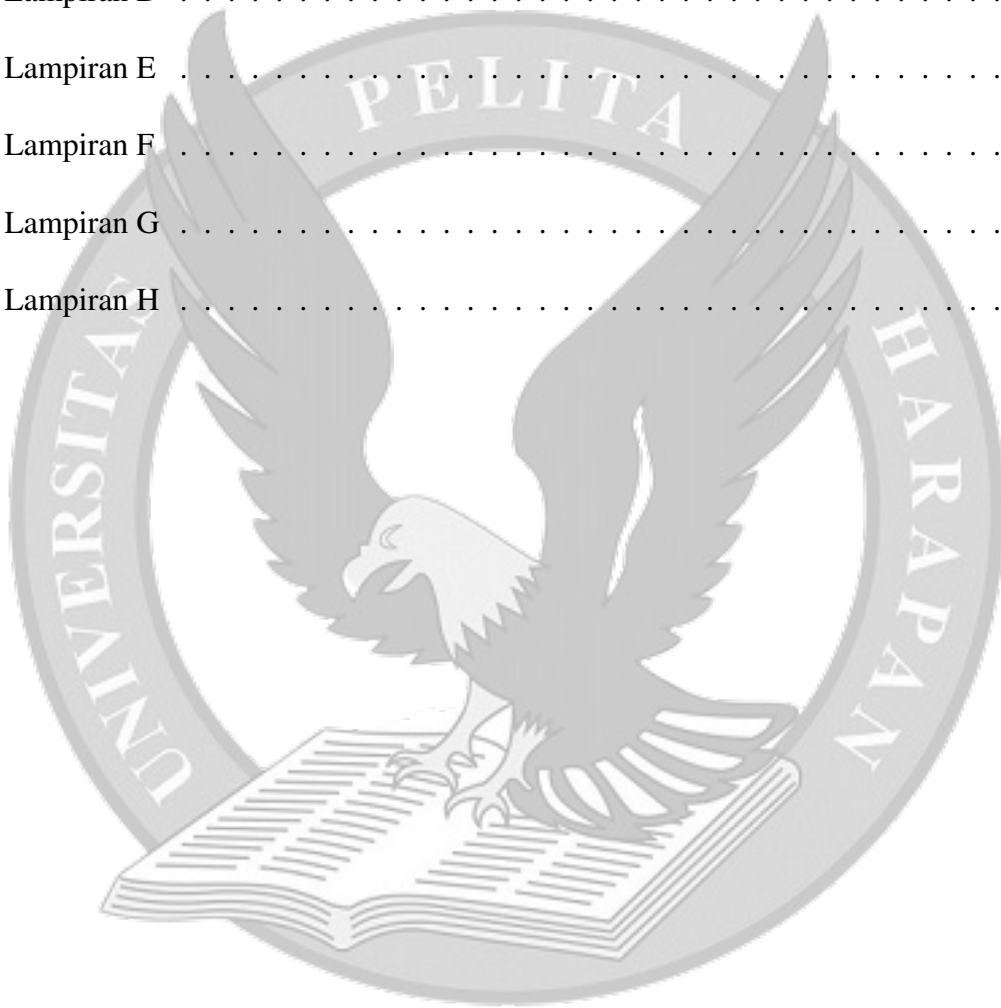 Lampiran E . . . . . . . . . . . . . . . . . . . . . . . . . . . . . . . . . . .
Lampiran F . . . . . . . . . . . . . . . . . . . . . . . . . . . . . . . . . . .
Lampiran G . . . . . . . . . . . . . . . . . . . . . . . . . . . . . . . . . . .
Lampiran H . . . . . . . . . . . . . . . . . . . . . . . . . . . . . . . . . . .
UNIVERSITAS PELITA HARAPAN